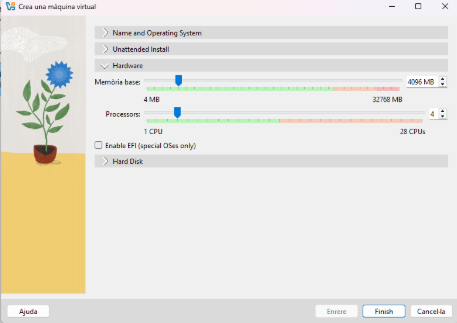 Crea una màquina virtual
Name and Operating System
Unattended Install
Hardware
Memòria base: 4096 MB
4 MB 32768 MB
Processors: 4
1 CPU 28 CPUs
Enable EFI (special OSes only)
Hard Disk
Ajuda Enrere Finish Cancel·la